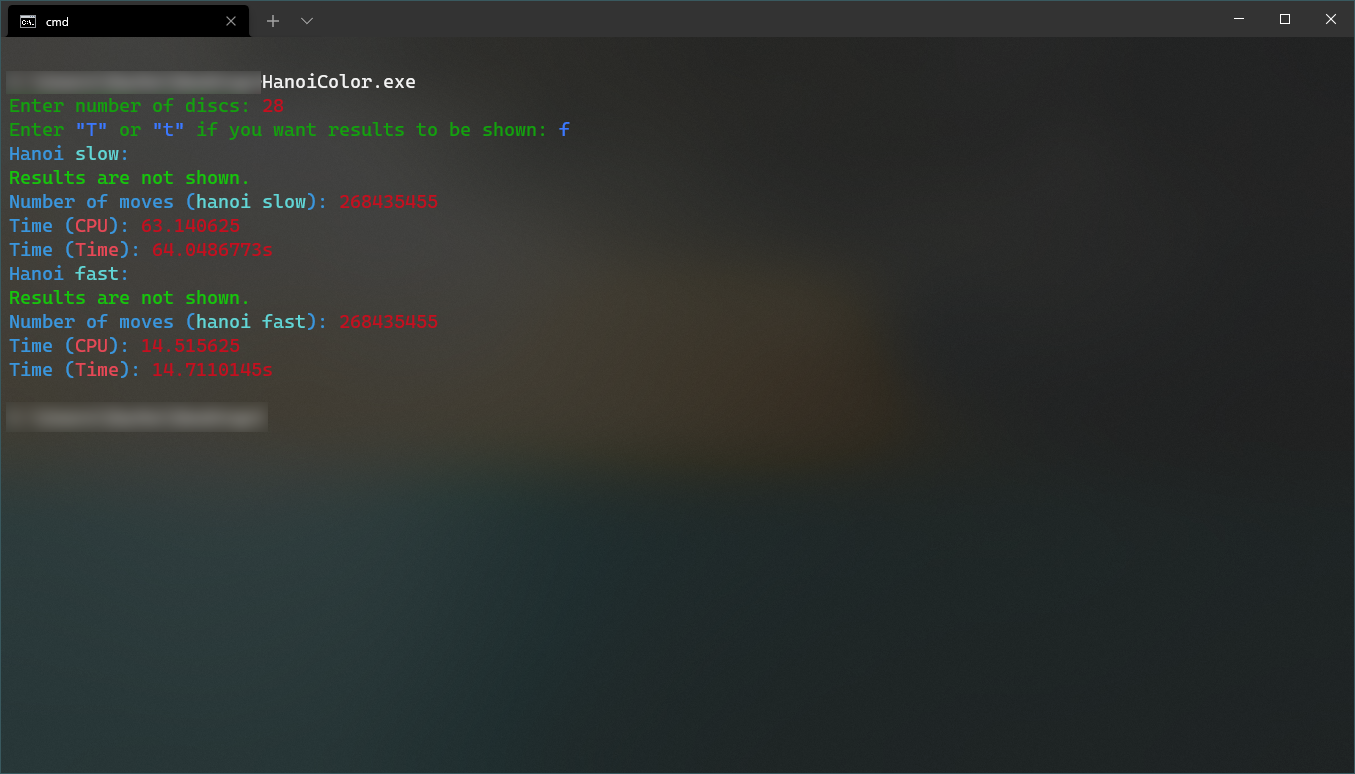 cmd
HanoiColor.exe
Enter number of discs: 28
Enter "T" or "t" if you want results to be shown: f
Hanoi slow:
Results are not shown.
Number of moves (hanoi slow): 268435455
Time (CPU): 63.140625
Time (Time): 64.0486773s
Hanoi fast:
Results are not shown.
Number of moves (hanoi fast): 268435455
Time (CPU): 14.515625
Time (Time): 14.7110145s